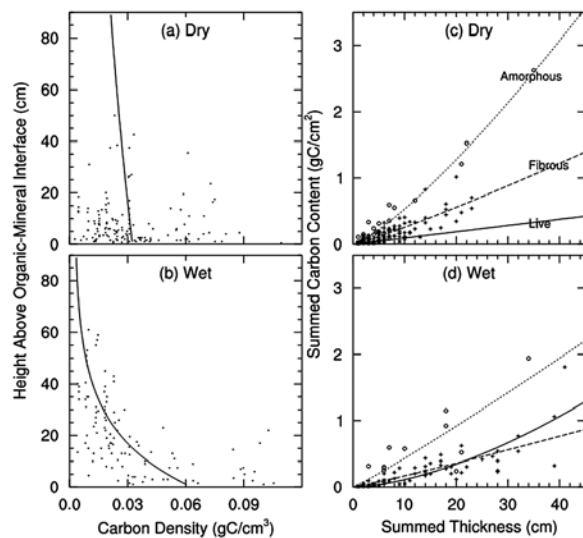 (a) Dry
(c) Dry
80
60
40
20
0
3
2
1
0
Amorphous
Fibrous
Live
(b) Wet
(d) Wet
80
60
40
20
0
3
2
1
0
0.0
0.03
0.06
0.09
0
10
20
30
40
Height Above Organic-Mineral Interface (cm)
Summed Carbon Content (gC/cm²)
Carbon Density (gC/cm³)
Summed Thickness (cm)